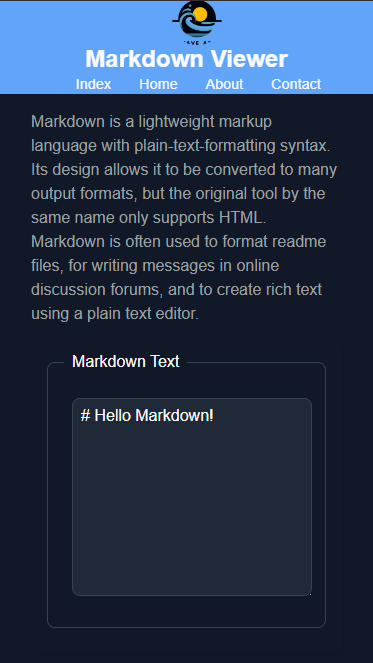 Markdown Viewer
Index Home About Contact
Markdown is a lightweight markup
language with plain-text-formatting syntax.
Its design allows it to be converted to many
output formats, but the original tool by the
same name only supports HTML.
Markdown is often used to format readme
files, for writing messages in online
discussion forums, and to create rich text
using a plain text editor.
Markdown Text
# Hello Markdown!